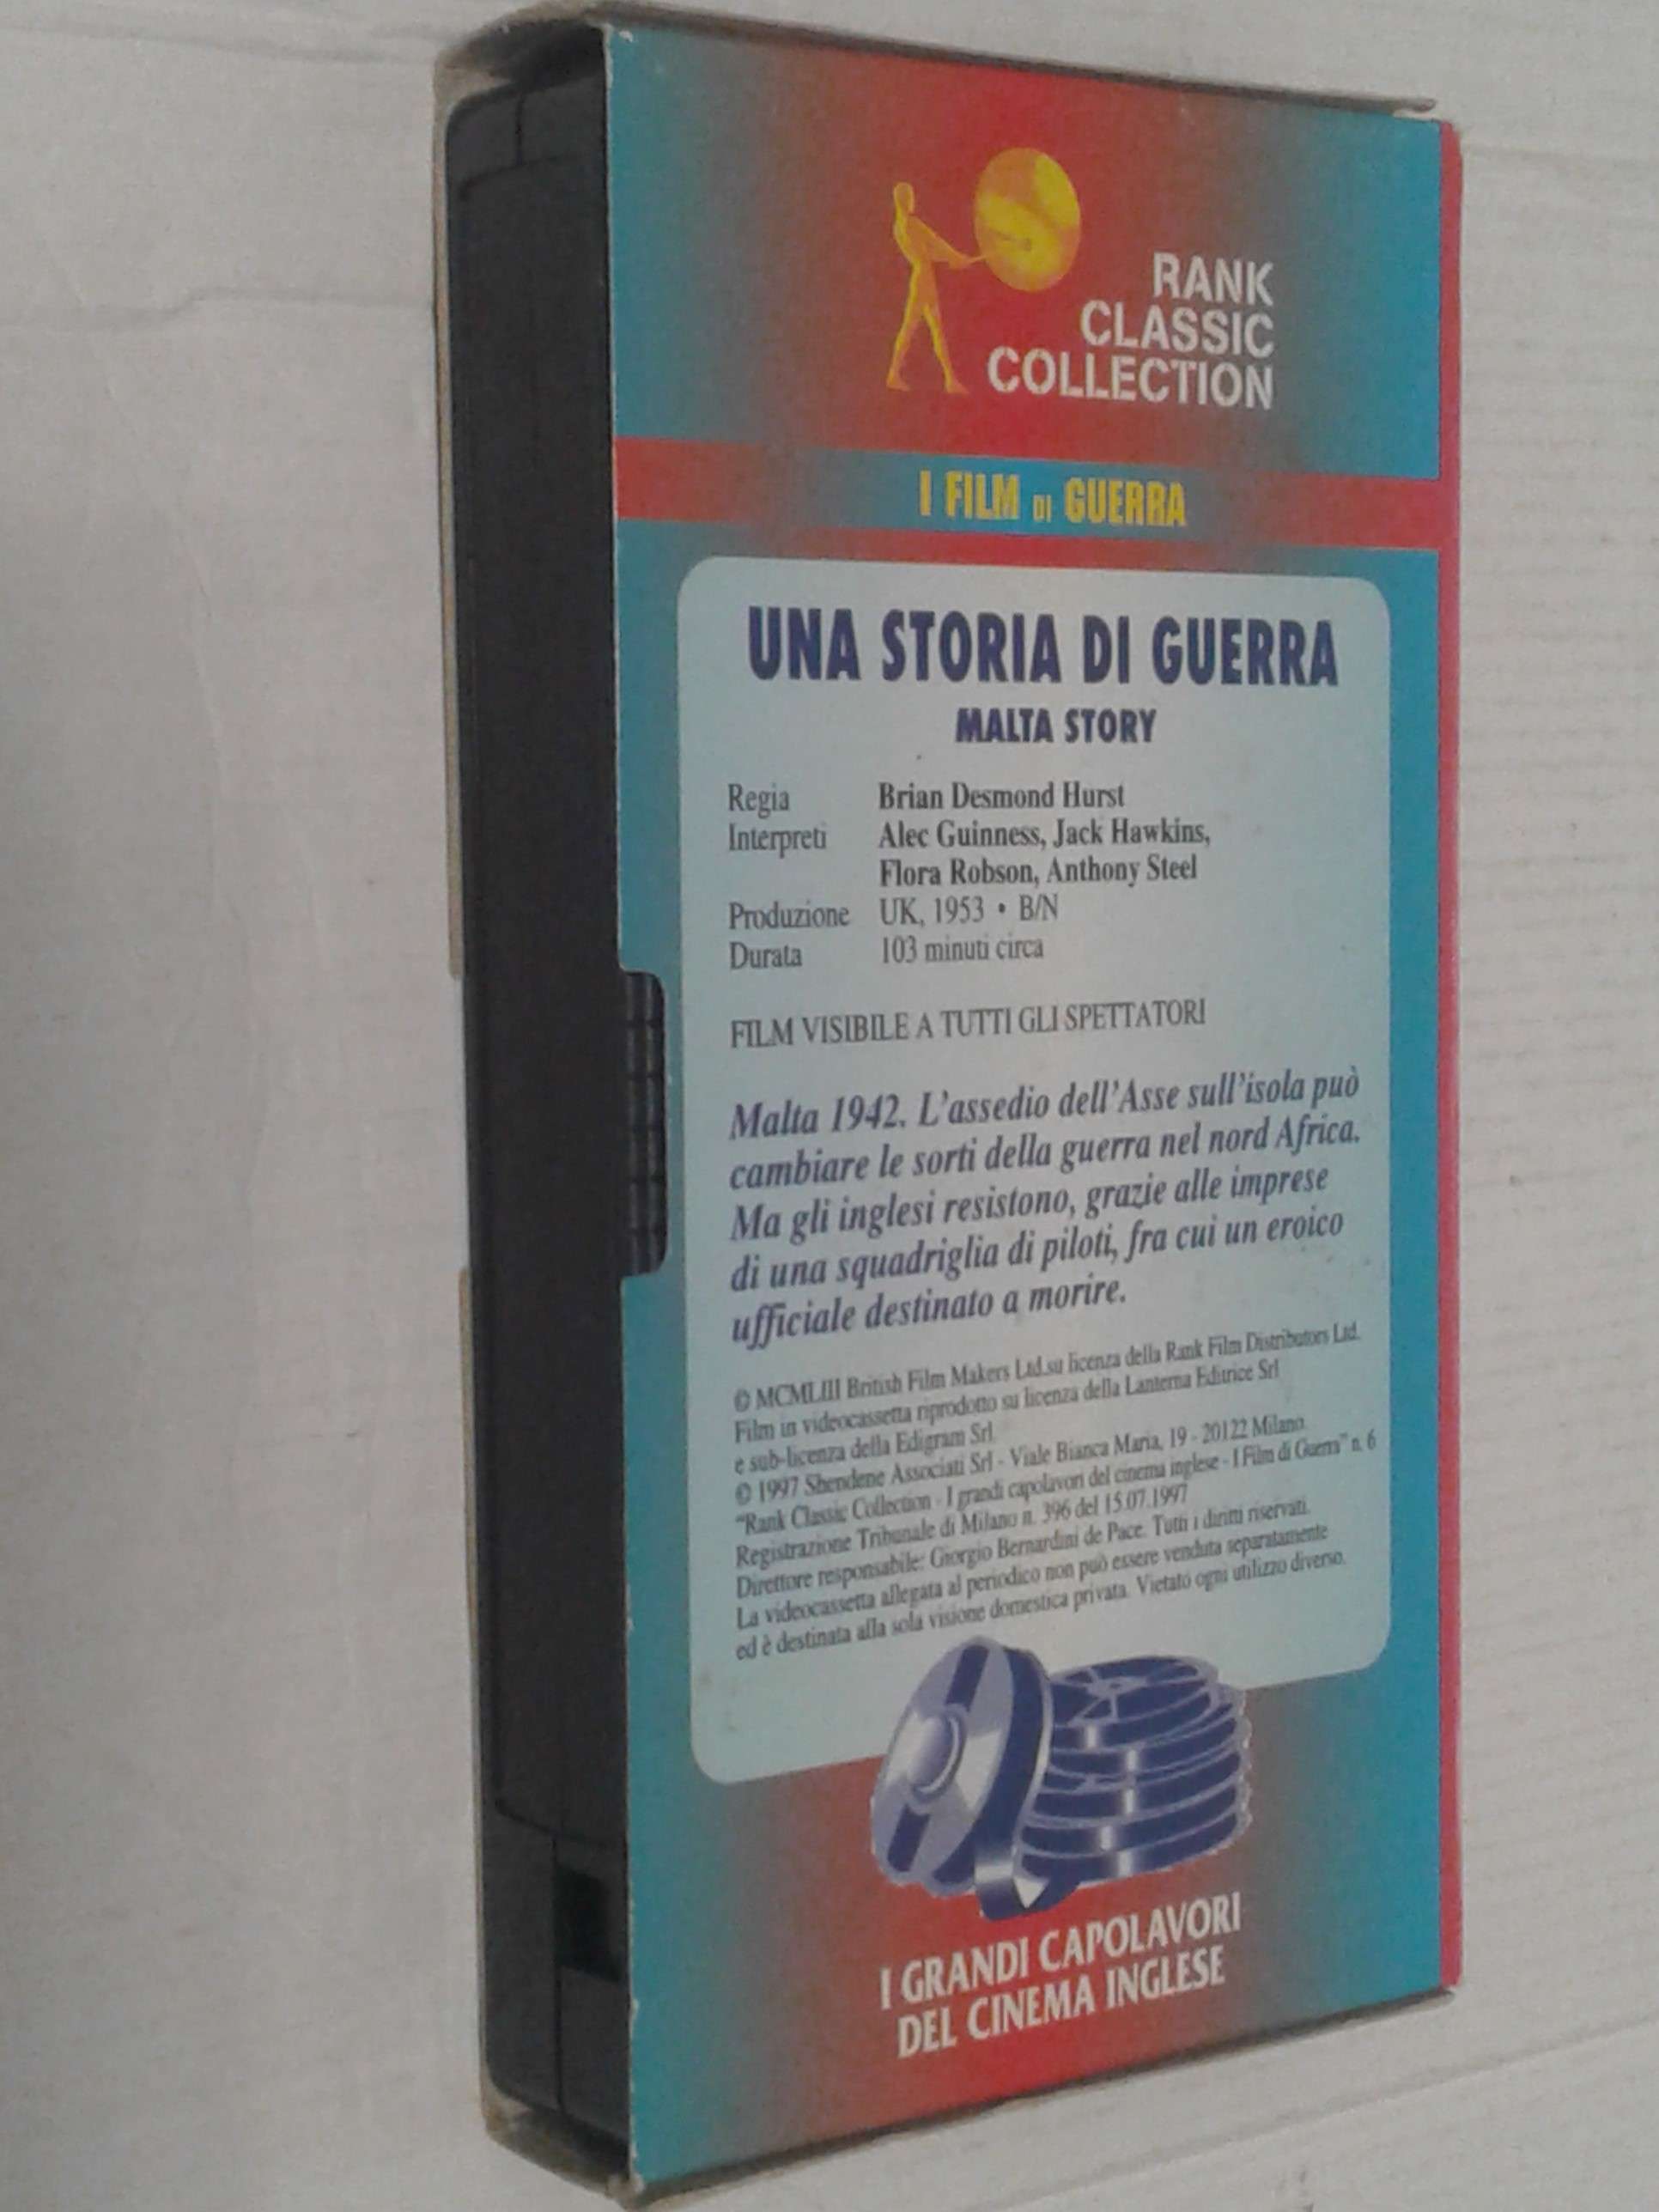 RANK
CLASSIC
COLLECTION
I FILM DI GUERRA
UNA STORIA DI GUERRA
MALTA STORY
Regia Brian Desmond Hurst
Interpreti Alec Guinness, Jack Hawkins,
Flora Robson, Anthony Steel
Produzione UK, 1953 • B/N
Durata 103 minuti circa
FILM VISIBILE A TUTTI GLI SPETTATORI
Malta 1942. L'assedio dell'Asse sull'isola può
cambiare le sorti della guerra nel nord Africa.
Ma gli inglesi resistono, grazie alle imprese
di una squadriglia di piloti, fra cui un eroico
ufficiale destinato a morire.
© MCMLIII British Film Makers Ltd.su licenza della Rank Film Distributors Ltd.
Film in videocassetta riprodotto su licenza della Lanterna Editrice Srl
e sub-licenza della Edigram Srl.
© 1997 Shendene Associati Srl - Viale Bianca Maria, 19 - 20122 Milano.
"Rank Classic Collection - I grandi capolavori del cinema inglese - I Film di Guerra" n. 6
Registrazione Tribunale di Milano n. 396 del 15.07.1997
Direttore responsabile: Giorgio Bernardini de Pace. Tutti i diritti riservati.
La videocassetta allegata al periodico non può essere venduta separatamente
ed è destinata alla sola visione domestica privata. Vietato ogni utilizzo diverso.
I GRANDI CAPOLAVORI
DEL CINEMA INGLESE